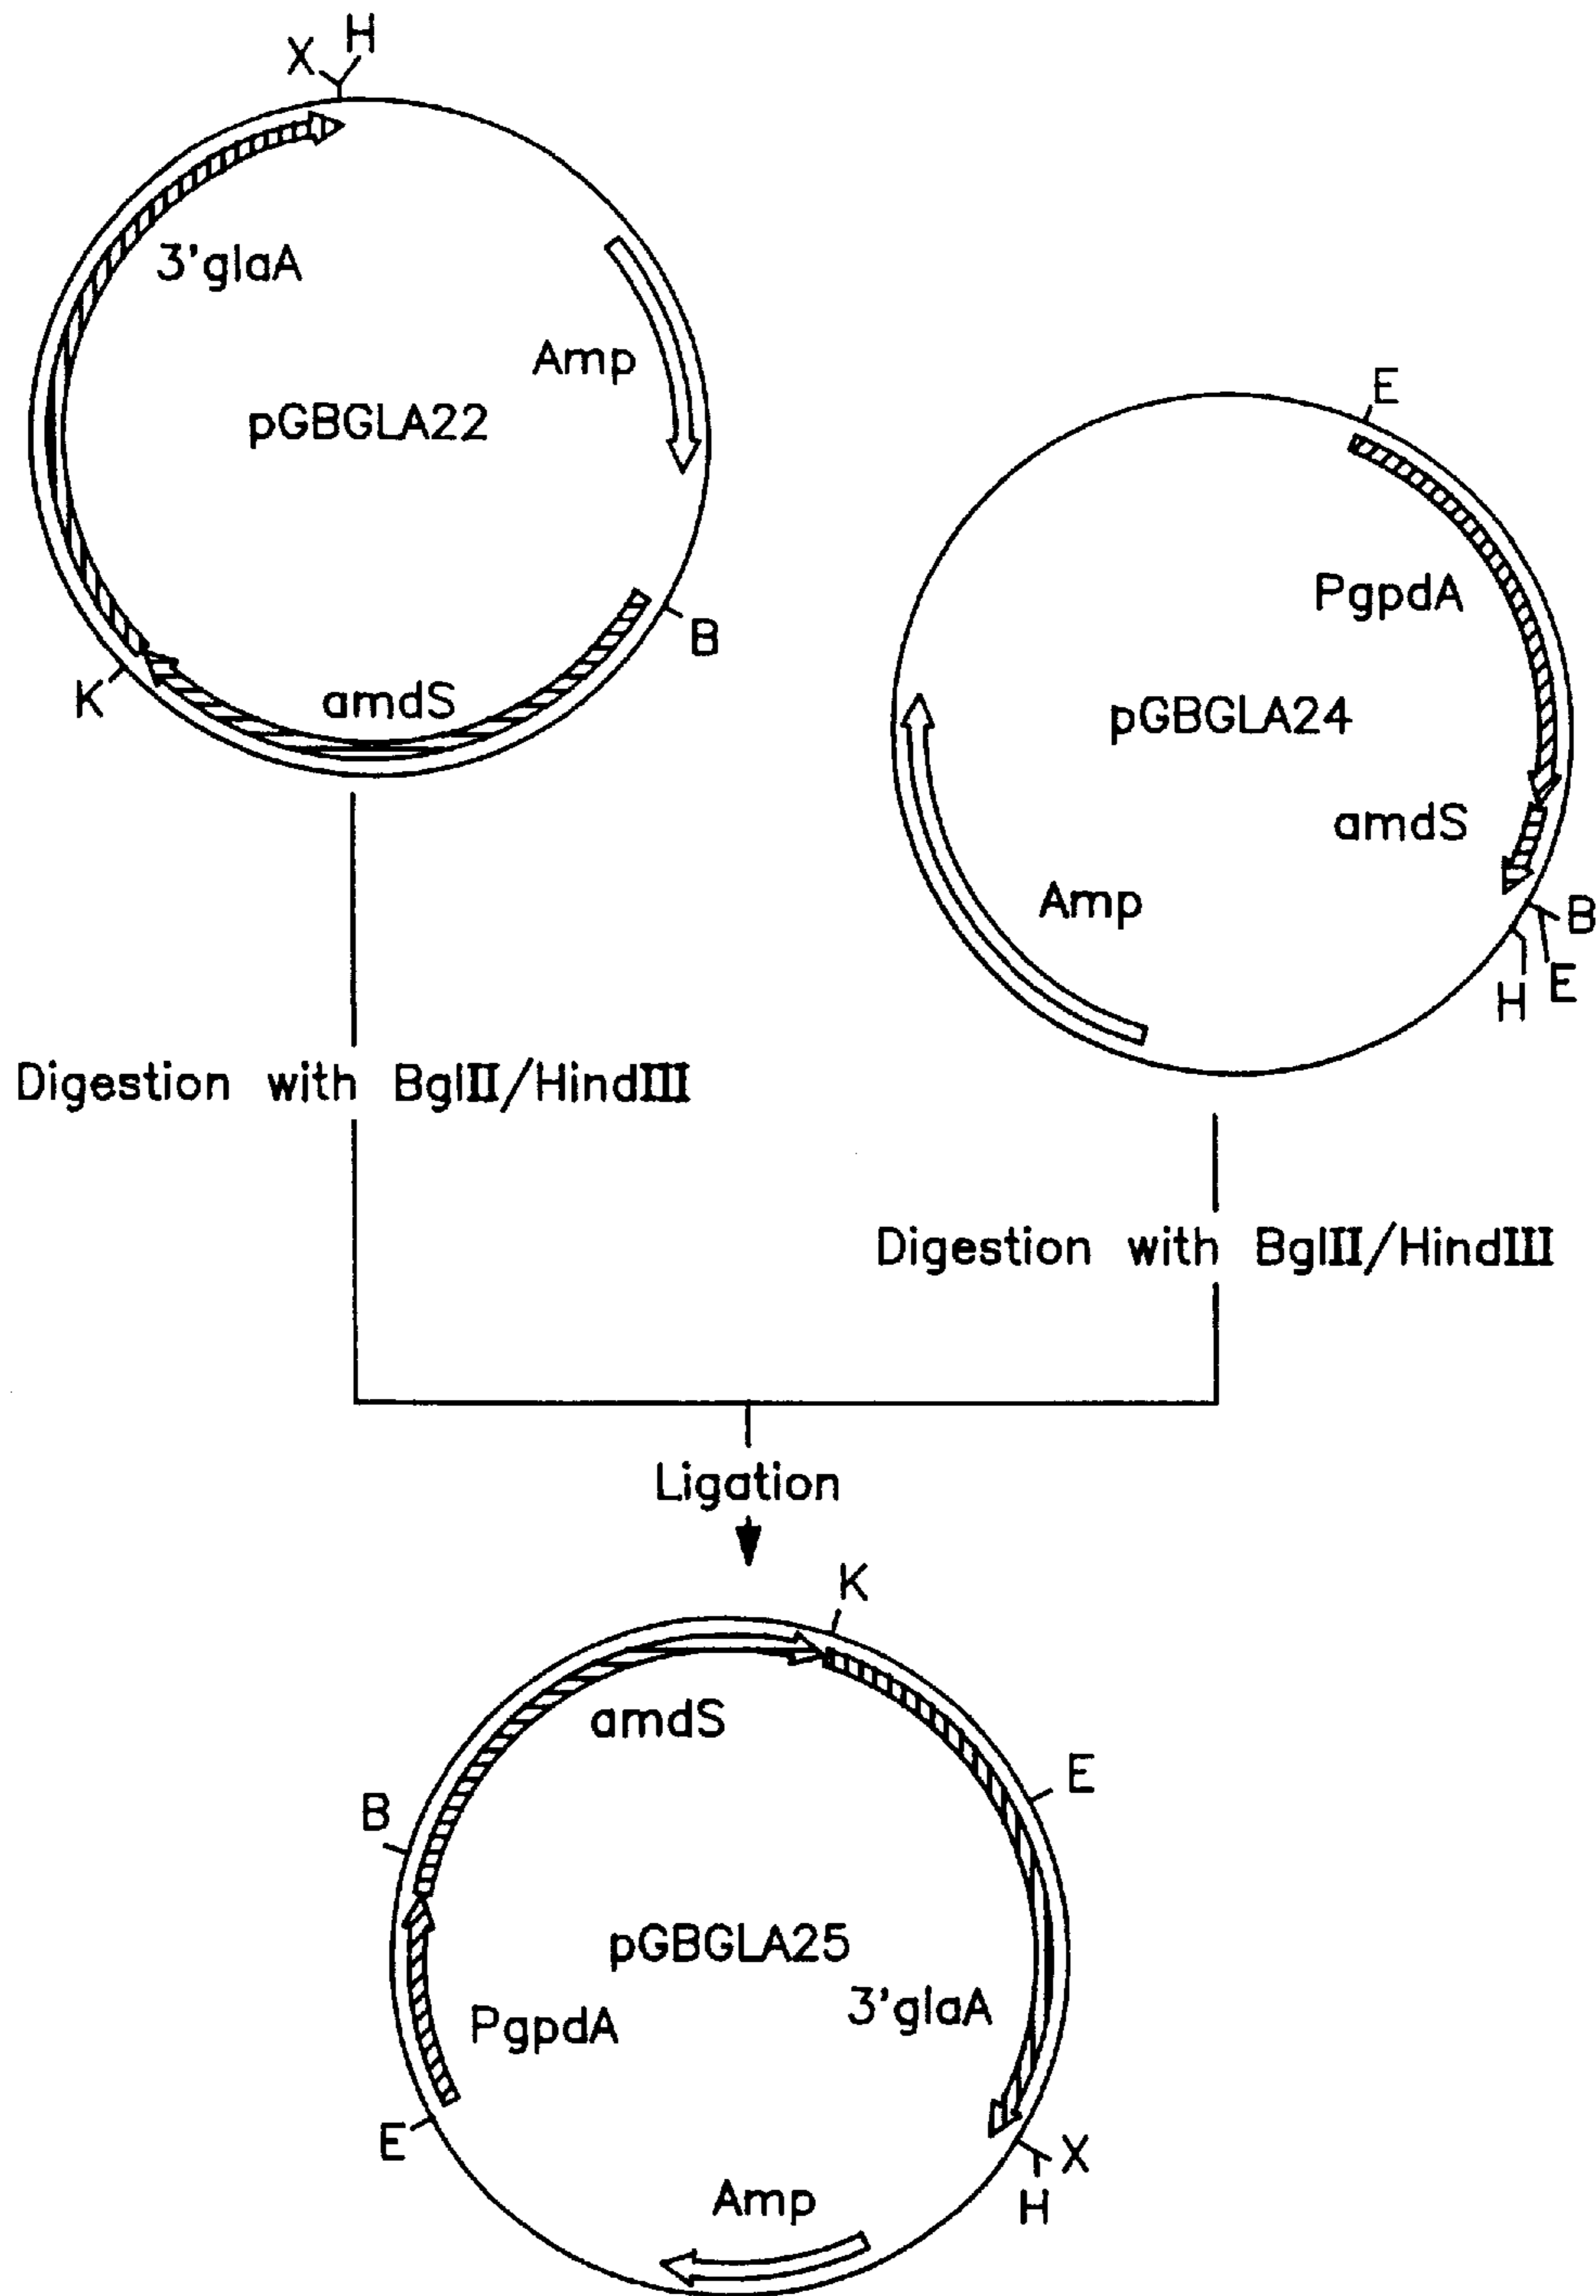 X H
3'glaA
Amp
pGBGLA22
B
K
amdS
E
PgpdA
pGBGLA24
amdS
Amp
B
E
H
Digestion with BglII/HindIII
Digestion with BglII/HindIII
Ligation
K
amdS
E
B
pGBGLA25
3'glaA
PgpdA
E
X
H
Amp